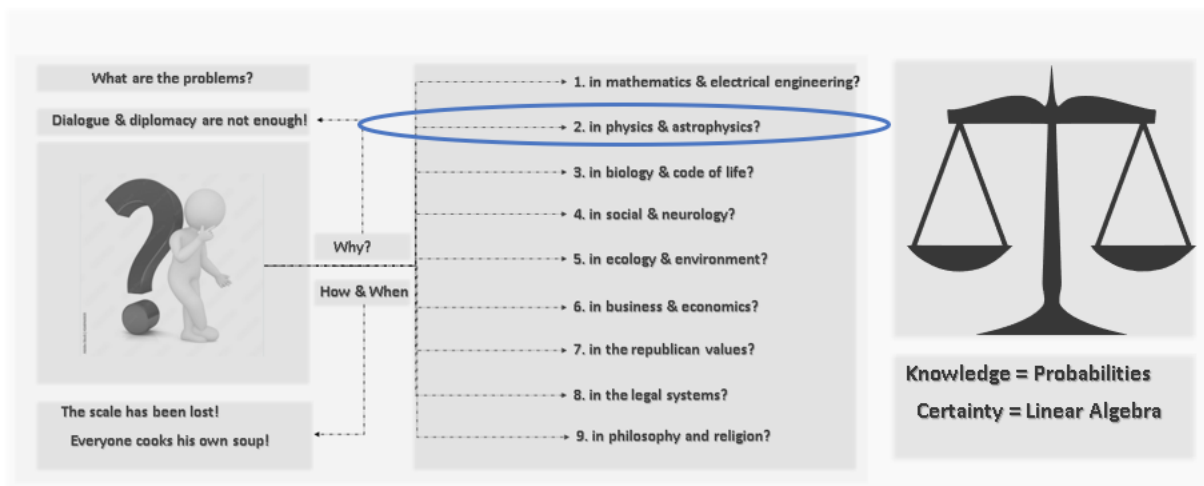 What are the problems?
Dialogue & diplomacy are not enough!
Why?
How & When
The scale has been lost!
Everyone cooks his own soup!
1. in mathematics & electrical engineering?
2. in physics & astrophysics?
3. in biology & code of life?
4. in social & neurology?
5. in ecology & environment?
6. in business & economics?
7. in the republican values?
8. in the legal systems?
9. in philosophy and religion?
Knowledge = Probabilities
Certainty = Linear Algebra